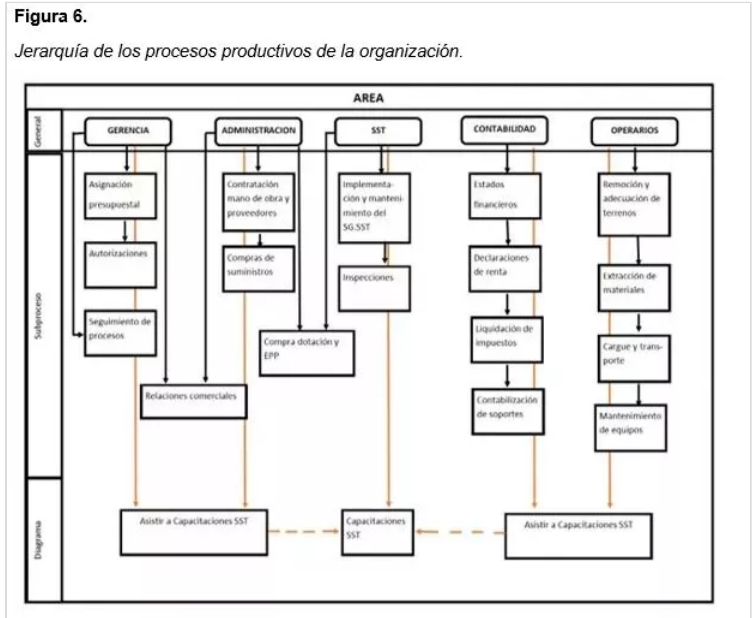 Figura 6.
Jerarquía de los procesos productivos de la organización.
AREA
General
GERENCIA
ADMINISTRACION
SST
CONTABILIDAD
OPERARIOS
Subproceso
Asignación
presupuestal
Autorizaciones
Seguimiento de
procesos
Contratación
mano de obra y
proveedores
Compras de
suministros
Relaciones comerciales
Implementa-
ción y manteni-
miento del
SG.SST
Inspecciones
Compra dotación y
EPP
Estados
financieros
Declaraciones
de renta
Liquidación de
impuestos
Contabilización
de soportes
Remoción y
adecuación de
terrenos
Extracción de
materiales
Cargue y trans-
porte
Mantenimiento
de equipos
Diagrama
Asistir a Capacitaciones SST
Capacitaciones
SST
Asistir a Capacitaciones SST